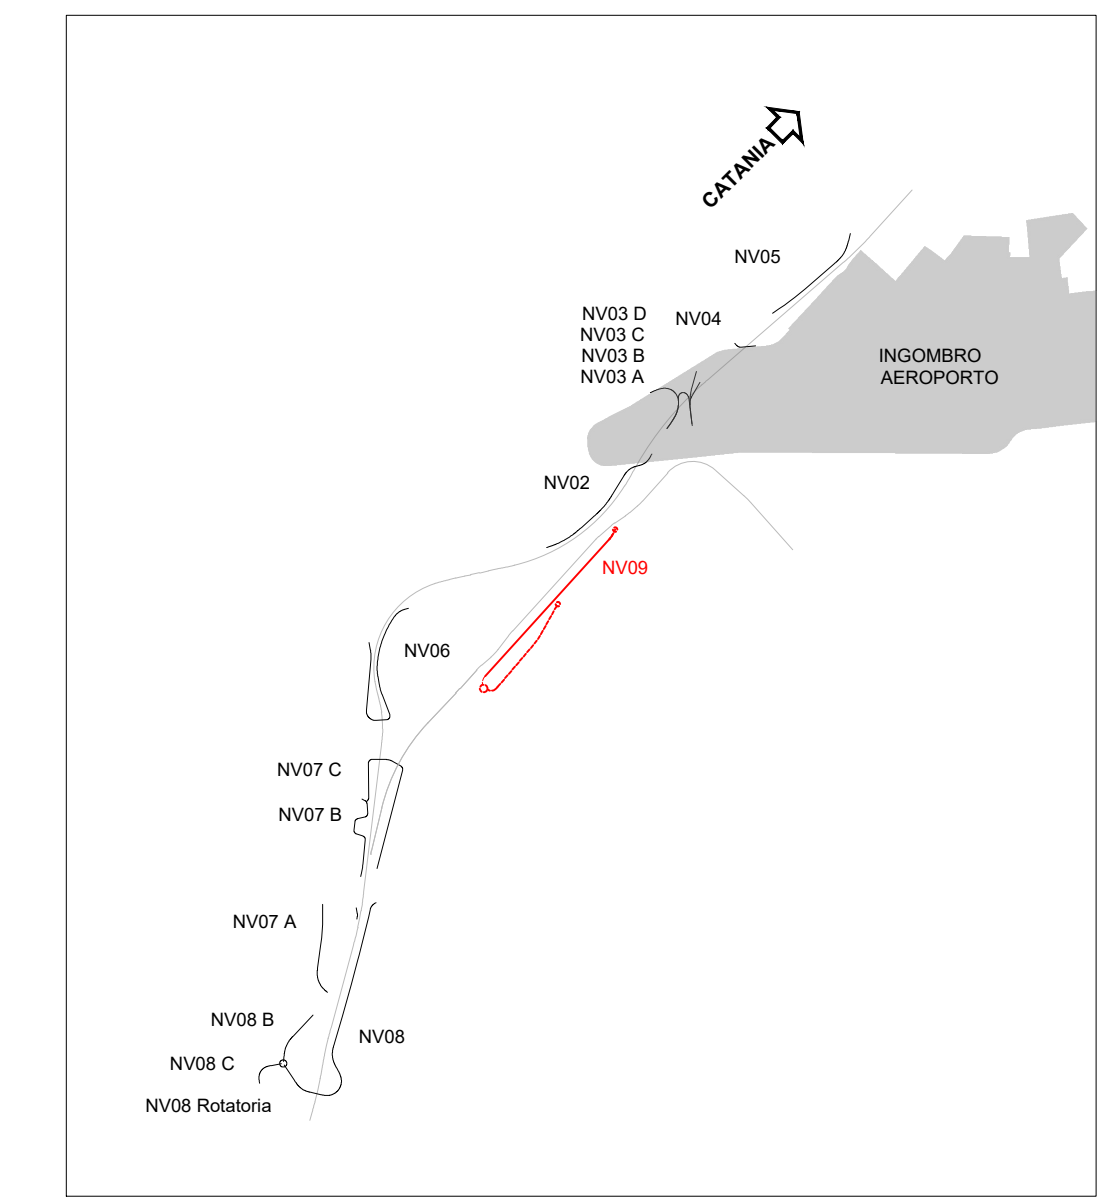 CATANIA
NV05
NV03 D
NV04
NV03 C
NV03 B
NV03 A
INGOMBRO
AEROPORTO
NV02
NV09
NV06
NV07 C
NV07 B
NV07 A
NV08 B
NV08
NV08 C
NV08 Rotatoria